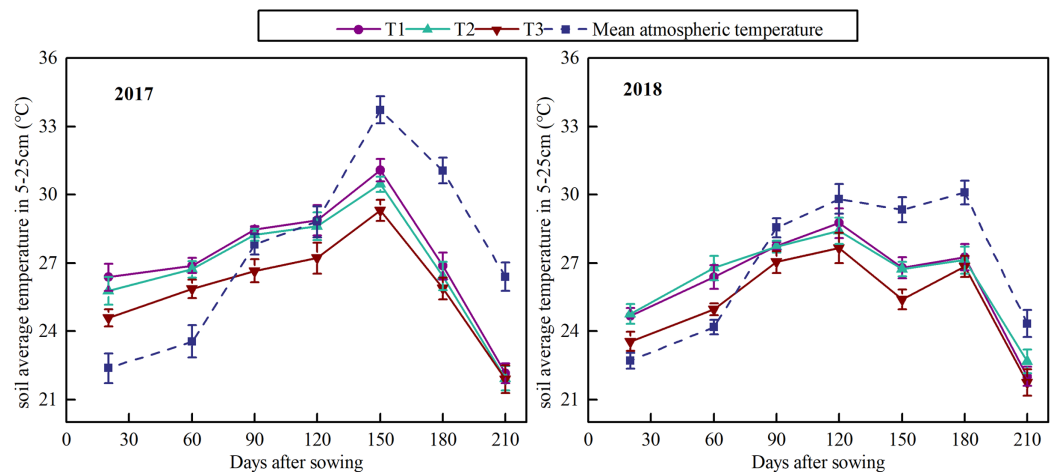 T1 T2 T3 Mean atmospheric temperature
soil average temperature in 5-25cm (℃)
36
33
30
27
24
21
2017
0 30 60 90 120 150 180 210
Days after sowing
soil average temperature in 5-25cm (℃)
36
33
30
27
24
21
2018
0 30 60 90 120 150 180 210
Days after sowing